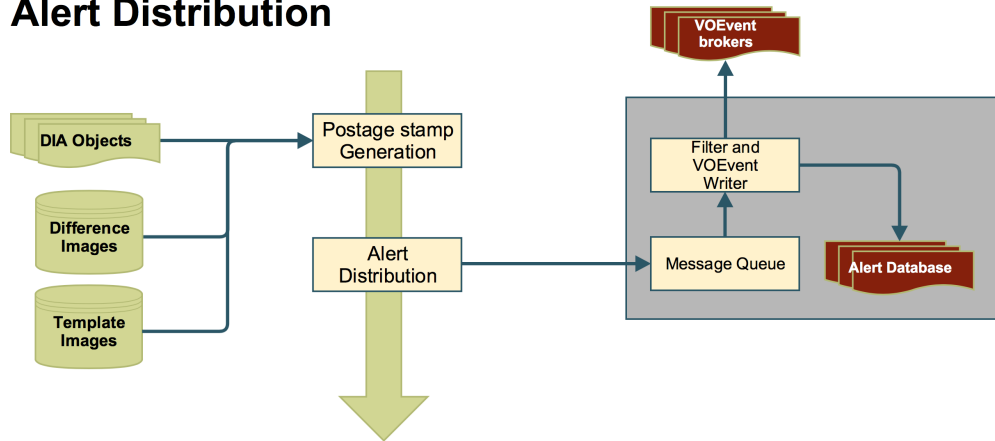 Alert Distribution
VOEvent
brokers
DIA Objects
Postage stamp
Generation
Filter and
VOEvent
Writer
Difference
Images
Alert
Distribution
Message Queue
Alert Database
Template
Images